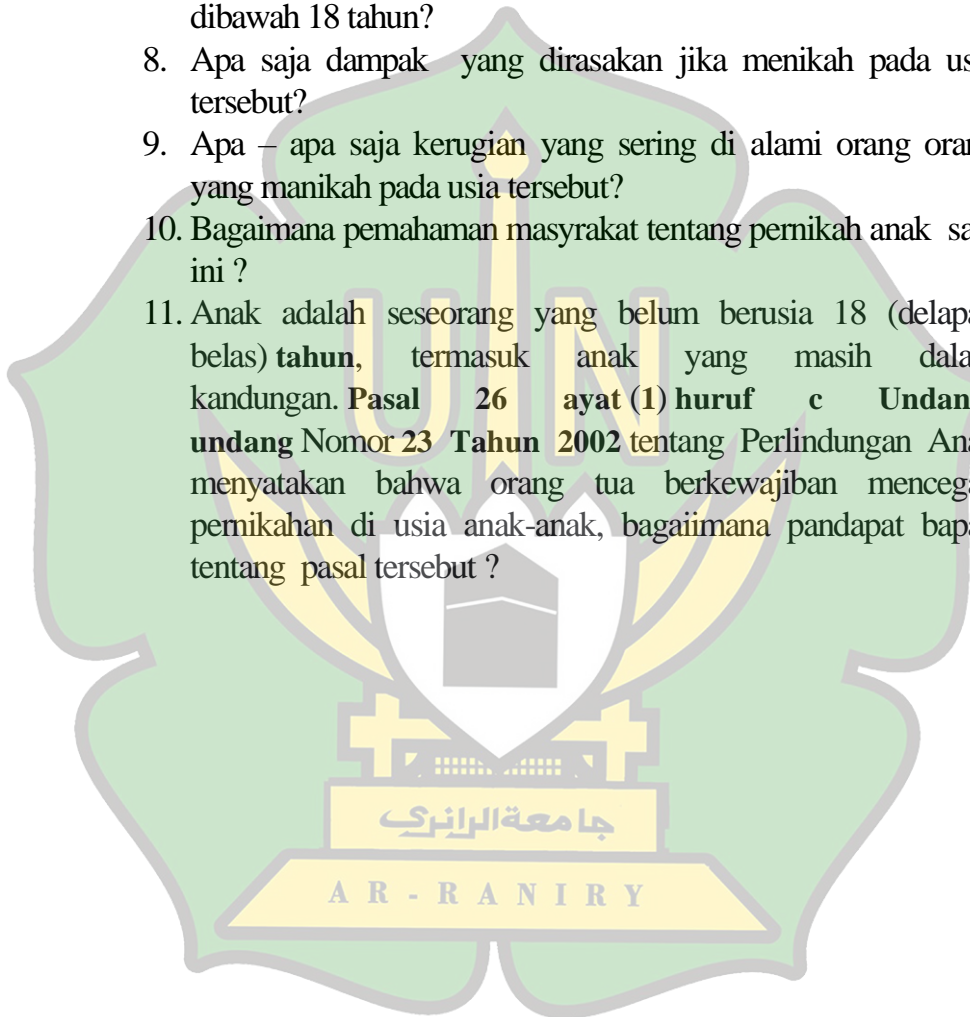 dibawah 18 tahun?
8. Apa saja dampak yang dirasakan jika menikah pada us
tersebut?
9. Apa – apa saja kerugian yang sering di alami orang oran
yang manikah pada usia tersebut?
10. Bagaimana pemahaman masyrakat tentang pernikah anak sa
ini ?
11. Anak adalah seseorang yang belum berusia 18 (delapa
belas) tahun, termasuk anak yang masih dala
kandungan. Pasal 26 ayat (1) huruf c Undan
undang Nomor 23 Tahun 2002 tentang Perlindungan Ana
menyatakan bahwa orang tua berkewajiban mencega
pernikahan di usia anak-anak, bagaiimana pandapat bapa
tentang pasal tersebut ?
UIN
جامعة الرانري
AR-RANIRY